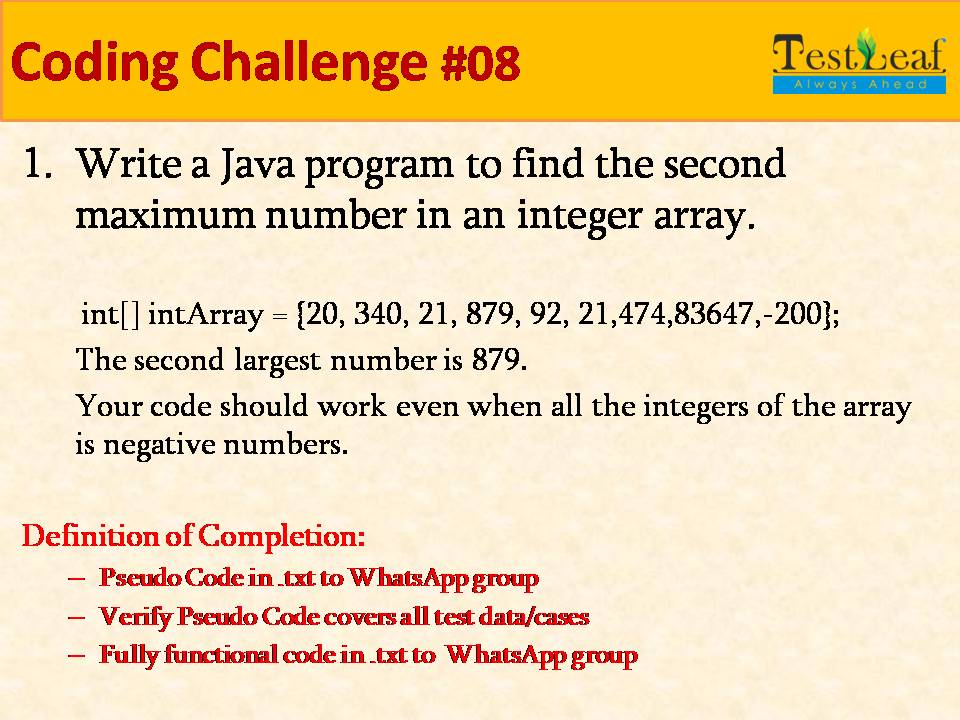 Coding Challenge #08
TestLeaf
Always Ahead
1. Write a Java program to find the second
maximum number in an integer array.
int[] intArray = {20, 340, 21, 879, 92, 21,474,83647,-200};
The second largest number is 879.
Your code should work even when all the integers of the array
is negative numbers.
Definition of Completion:
– Pseudo Code in .txt to WhatsApp group
– Verify Pseudo Code covers all test data/cases
– Fully functional code in .txt to WhatsApp group